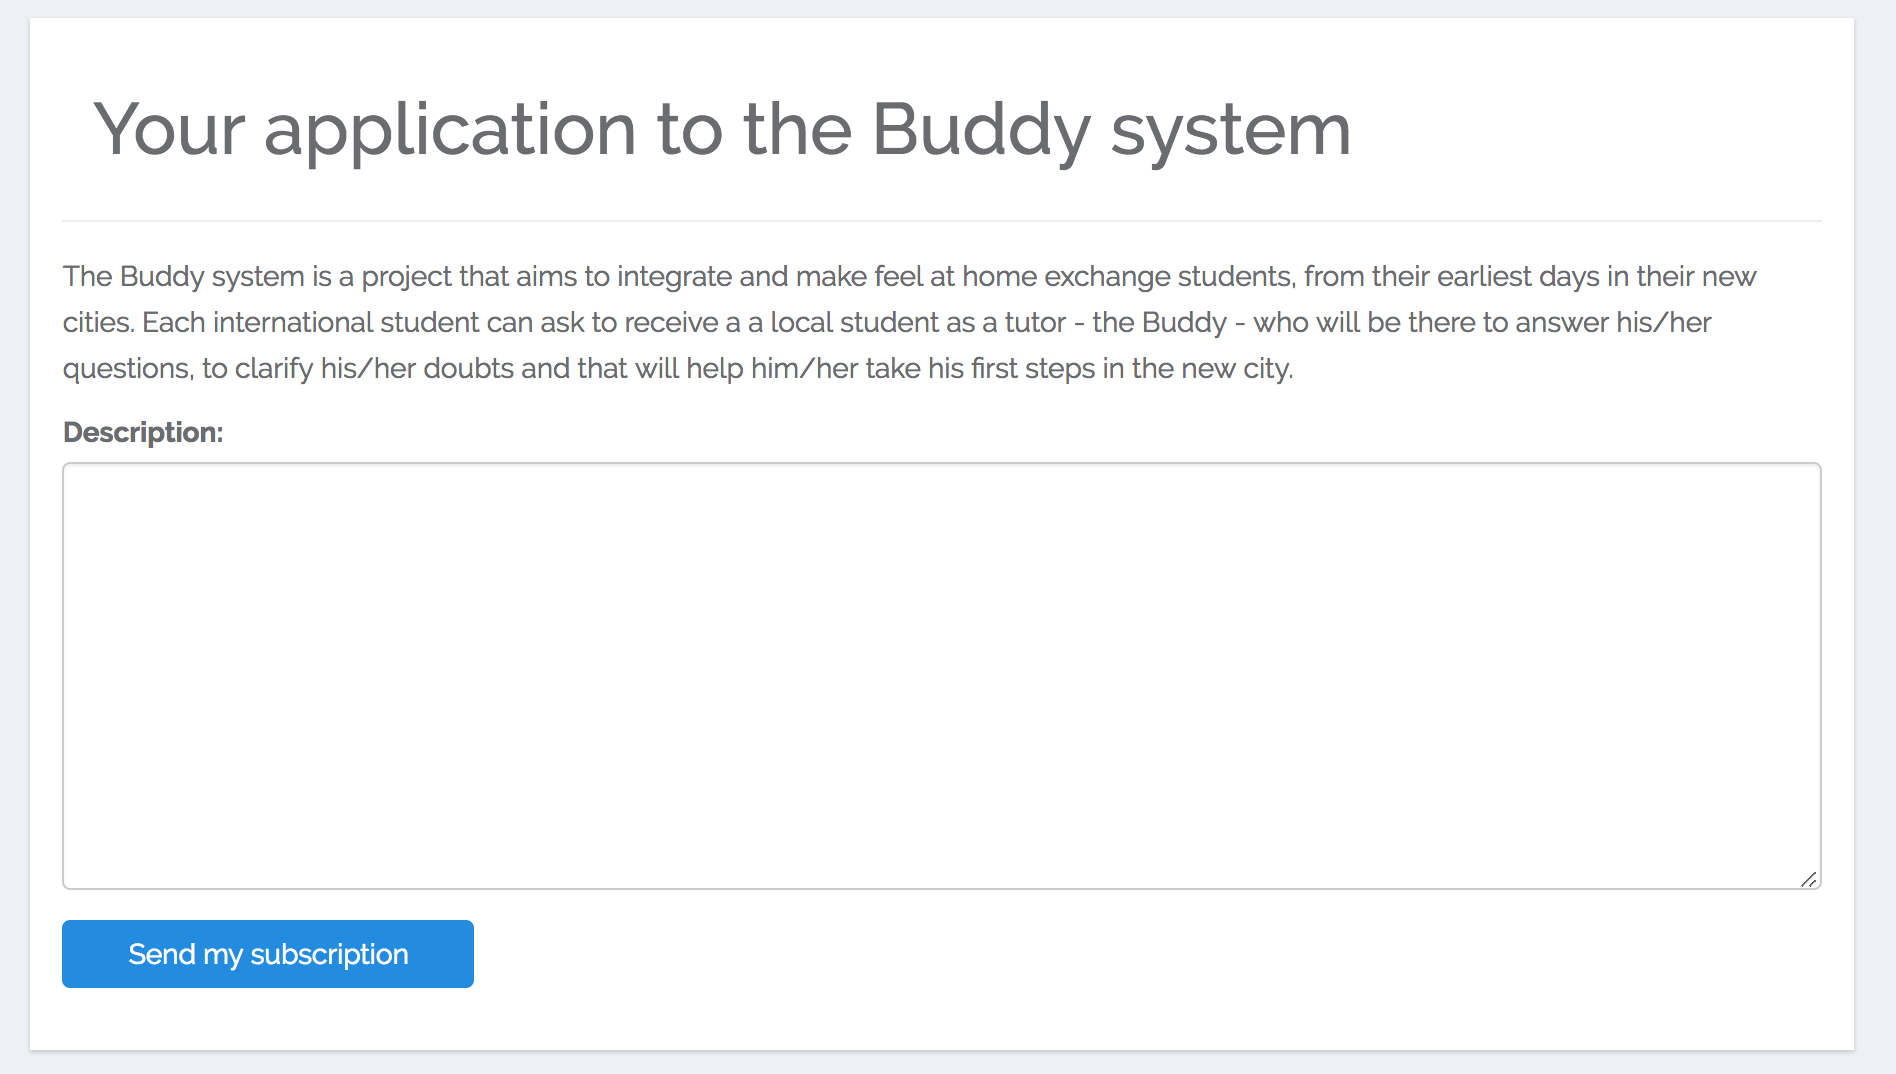 Your application to the Buddy system
The Buddy system is a project that aims to integrate and make feel at home exchange students, from their earliest days in their new
cities. Each international student can ask to receive a a local student as a tutor - the Buddy - who will be there to answer his/her
questions, to clarify his/her doubts and that will help him/her take his first steps in the new city.
Description:
Send my subscription